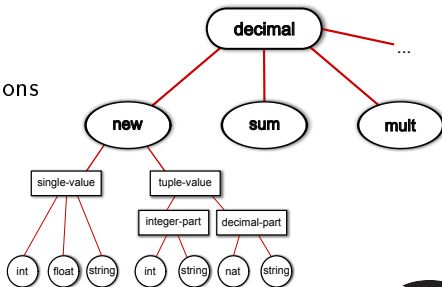 decimal
...
ons
new sum mult
single-value tuple-value
integer-part decimal-part
int float string int string nat string